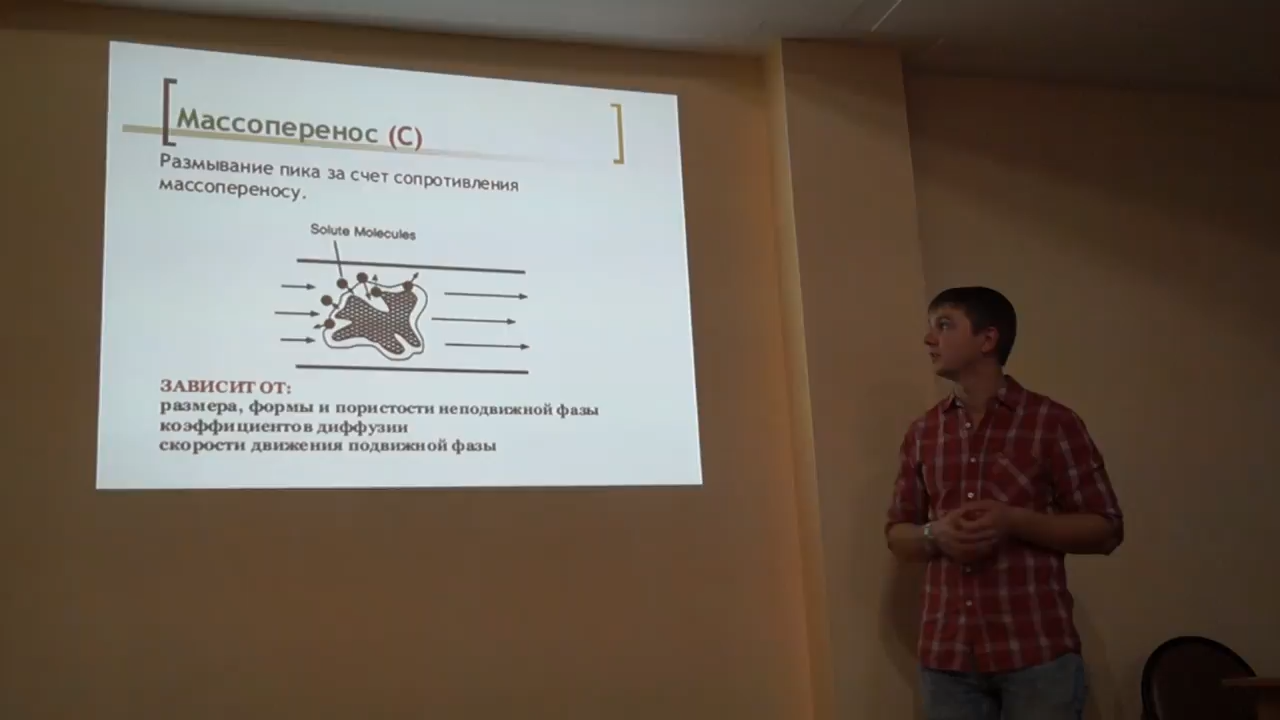 Массоперенос (С)
Размывание пика за счет сопротивления
массопереносу.
Solute Molecules
ЗАВИСИТ ОТ:
размера, формы и пористости неподвижной фазы
коэффициентов диффузии
скорости движения подвижной фазы